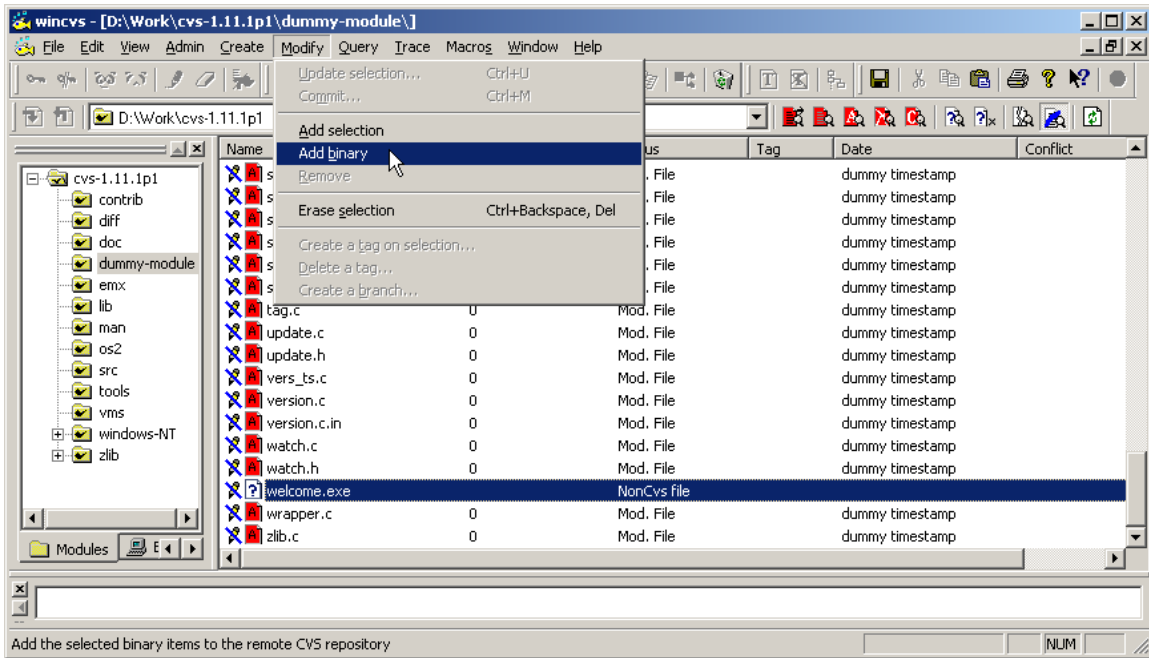 wincvs - [D:\Work\cvs-1.11.1p1\dummy-module\]
File Edit View Admin Create Modify Query Trace Macros Window Help
D:\Work\cvs-1.11.1p1
Update selection... Ctrl+U
Commit... Ctrl+M
Add selection
Add binary
Remove
Erase selection Ctrl+Backspace, Del
Create a tag on selection...
Delete a tag...
Create a branch...
cvs-1.11.1p1
contrib
diff
doc
dummy-module
emx
lib
man
os2
src
tools
vms
windows-NT
zlib
Modules
Name us Tag Date Conflict
s . File dummy timestamp
s . File dummy timestamp
s . File dummy timestamp
s . File dummy timestamp
s . File dummy timestamp
s . File dummy timestamp
tag.c 0 Mod. File dummy timestamp
update.c 0 Mod. File dummy timestamp
update.h 0 Mod. File dummy timestamp
vers_ts.c 0 Mod. File dummy timestamp
version.c 0 Mod. File dummy timestamp
version.c.in 0 Mod. File dummy timestamp
watch.c 0 Mod. File dummy timestamp
watch.h 0 Mod. File dummy timestamp
welcome.exe NonCvs file
wrapper.c 0 Mod. File dummy timestamp
zlib.c 0 Mod. File dummy timestamp
Add the selected binary items to the remote CVS repository NUM